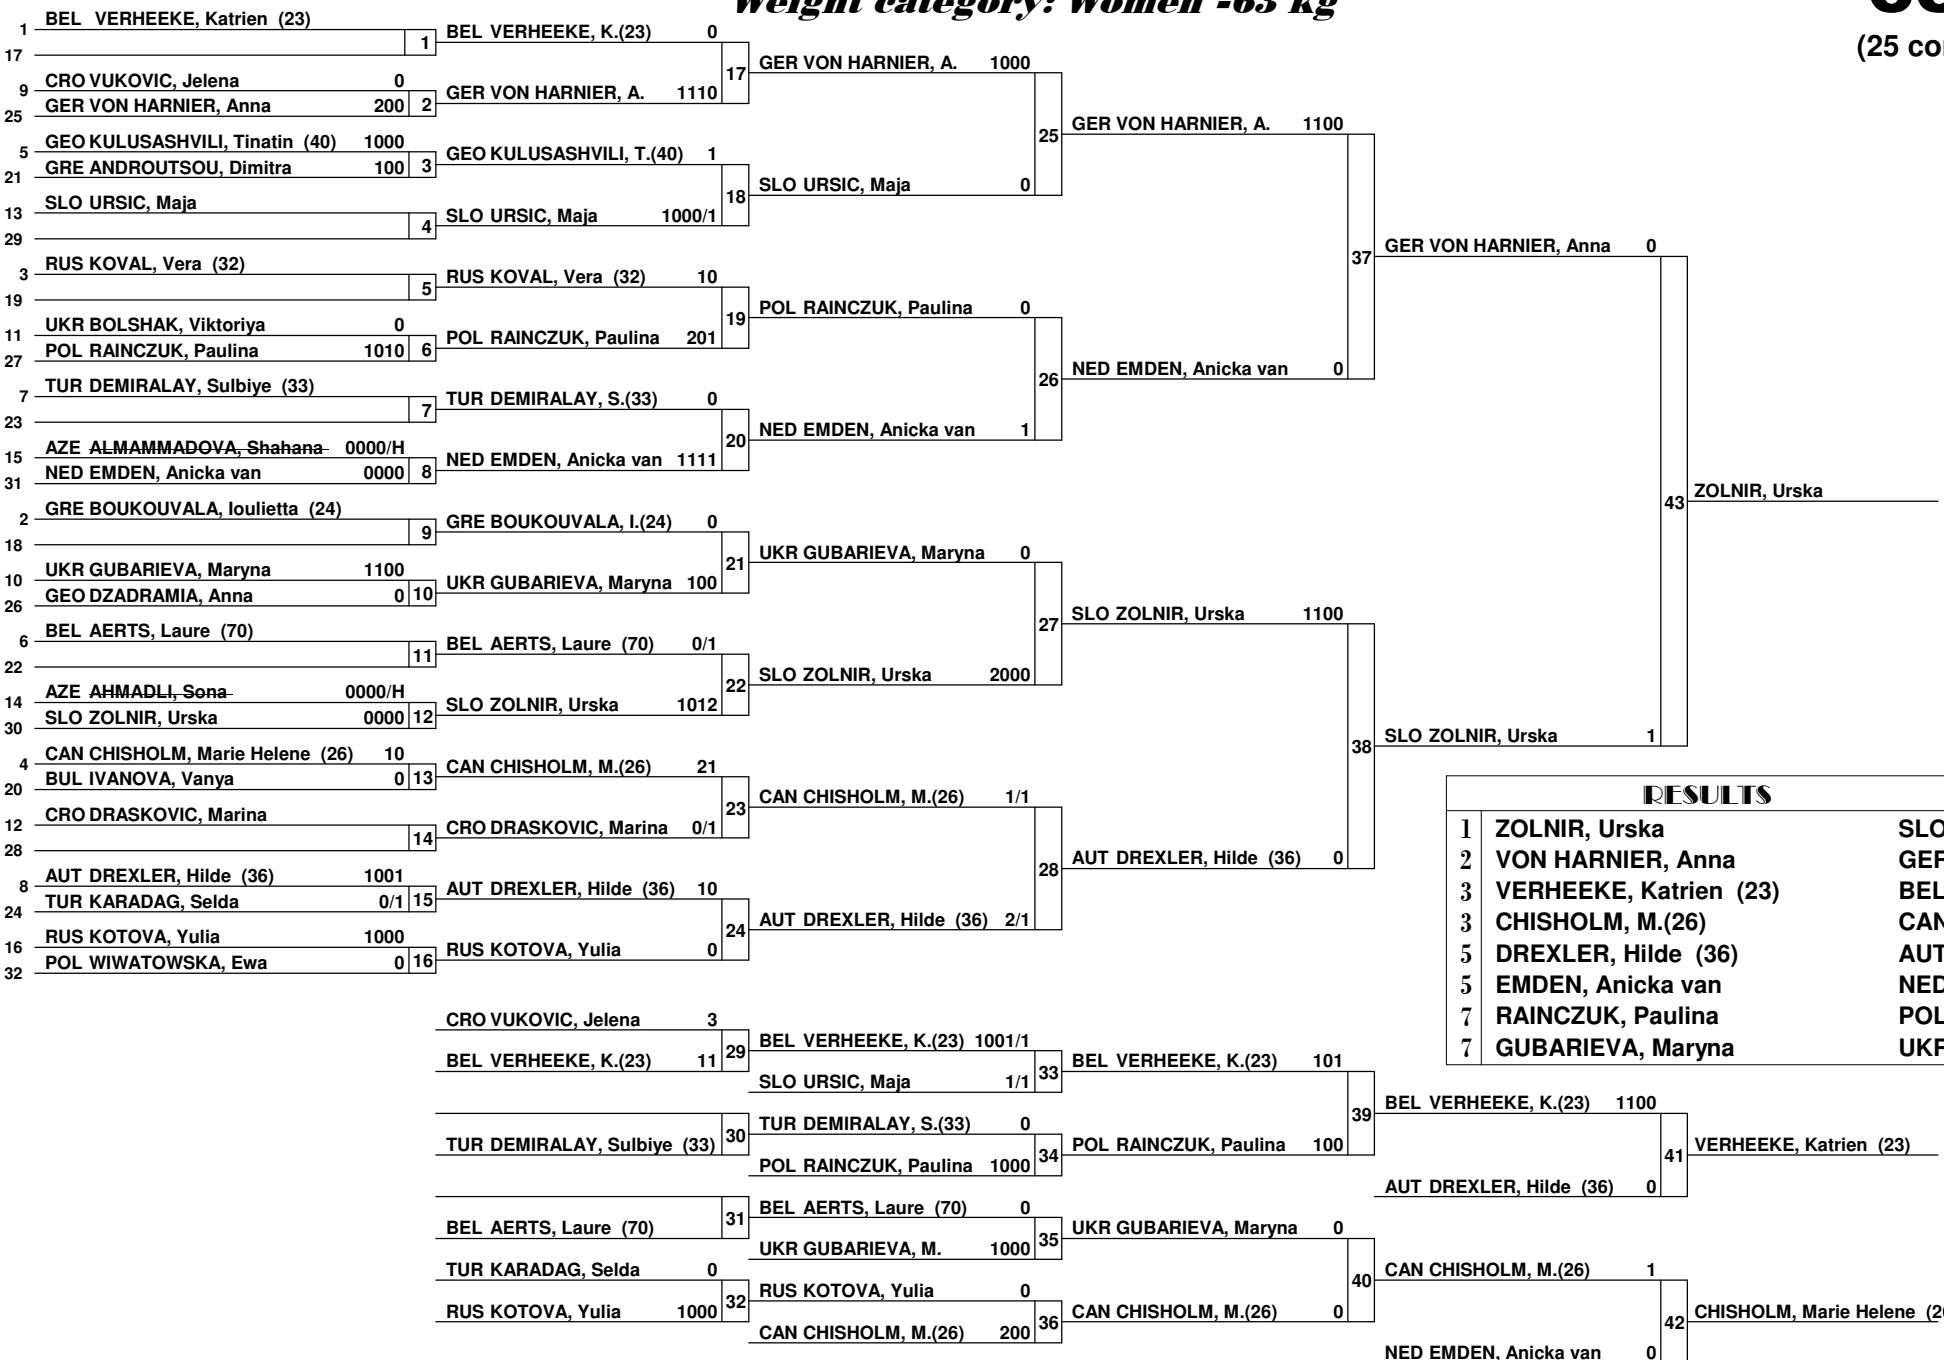 Weight category: Women -63 kg
(25 co
1 BEL VERHEEKE, Katrien (23)
17
1
9 CRO VUKOVIC, Jelena 0
25 GER VON HARNIER, Anna 200
2
5 GEO KULUSASHVILI, Tinatin (40) 1000
21 GRE ANDROUTSOU, Dimitra 100
3
13 SLO URSIC, Maja
29
4
3 RUS KOVAL, Vera (32)
19
5
11 UKR BOLSHAK, Viktoriya 0
27 POL RAINCZUK, Paulina 1010
6
7 TUR DEMIRALAY, Sulbiye (33)
23
7
15 AZE ALMAMMADOVA, Shahana 0000/H
31 NED EMDEN, Anicka van 0000
8
2 GRE BOUKOUVALA, Ioulietta (24)
18
9
10 UKR GUBARIEVA, Maryna 1100
26 GEO DZADRAMIA, Anna 0
10
6 BEL AERTS, Laure (70)
22
11
14 AZE AHMADLI, Sona 0000/H
30 SLO ZOLNIR, Urska 0000
12
4 CAN CHISHOLM, Marie Helene (26) 10
20 BUL IVANOVA, Vanya 0
13
12 CRO DRASKOVIC, Marina
28
14
8 AUT DREXLER, Hilde (36) 1001
24 TUR KARADAG, Selda 0/1
15
16 RUS KOTOVA, Yulia 1000
32 POL WIWATOWSKA, Ewa 0
16
BEL VERHEEKE, K.(23) 0
GER VON HARNIER, A. 1110
17
GEO KULUSASHVILI, T.(40) 1
SLO URSIC, Maja 1000/1
18
RUS KOVAL, Vera (32) 10
POL RAINCZUK, Paulina 201
19
TUR DEMIRALAY, S.(33) 0
NED EMDEN, Anicka van 1111
20
GRE BOUKOUVALA, I.(24) 0
UKR GUBARIEVA, Maryna 100
21
BEL AERTS, Laure (70) 0/1
SLO ZOLNIR, Urska 1012
22
CAN CHISHOLM, M.(26) 21
CRO DRASKOVIC, Marina 0/1
23
AUT DREXLER, Hilde (36) 10
RUS KOTOVA, Yulia 0
24
GER VON HARNIER, A. 1000
SLO URSIC, Maja 0
25
POL RAINCZUK, Paulina 0
NED EMDEN, Anicka van 1
26
UKR GUBARIEVA, Maryna 0
SLO ZOLNIR, Urska 2000
27
CAN CHISHOLM, M.(26) 1/1
AUT DREXLER, Hilde (36) 2/1
28
GER VON HARNIER, A. 1100
NED EMDEN, Anicka van 0
37
SLO ZOLNIR, Urska 1100
AUT DREXLER, Hilde (36) 0
38
GER VON HARNIER, Anna 0
SLO ZOLNIR, Urska 1
43
ZOLNIR, Urska
RESULTS
1 ZOLNIR, Urska SLO
2 VON HARNIER, Anna GER
3 VERHEEKE, Katrien (23) BEL
3 CHISHOLM, M.(26) CAN
5 DREXLER, Hilde (36) AUT
5 EMDEN, Anicka van NED
7 RAINCZUK, Paulina POL
7 GUBARIEVA, Maryna UKR
CRO VUKOVIC, Jelena 3
BEL VERHEEKE, K.(23) 11
29
TUR DEMIRALAY, Sulbiye (33)
30
BEL AERTS, Laure (70)
31
TUR KARADAG, Selda 0
RUS KOTOVA, Yulia 1000
32
BEL VERHEEKE, K.(23) 1001/1
SLO URSIC, Maja 1/1
33
TUR DEMIRALAY, S.(33) 0
POL RAINCZUK, Paulina 1000
34
BEL AERTS, Laure (70) 0
UKR GUBARIEVA, M. 1000
35
RUS KOTOVA, Yulia 0
CAN CHISHOLM, M.(26) 200
36
BEL VERHEEKE, K.(23) 101
POL RAINCZUK, Paulina 100
39
UKR GUBARIEVA, Maryna 0
CAN CHISHOLM, M.(26) 0
40
BEL VERHEEKE, K.(23) 1100
AUT DREXLER, Hilde (36) 0
41
VERHEEKE, Katrien (23)
CAN CHISHOLM, M.(26) 1
NED EMDEN, Anicka van 0
42
CHISHOLM, Marie Helene (2